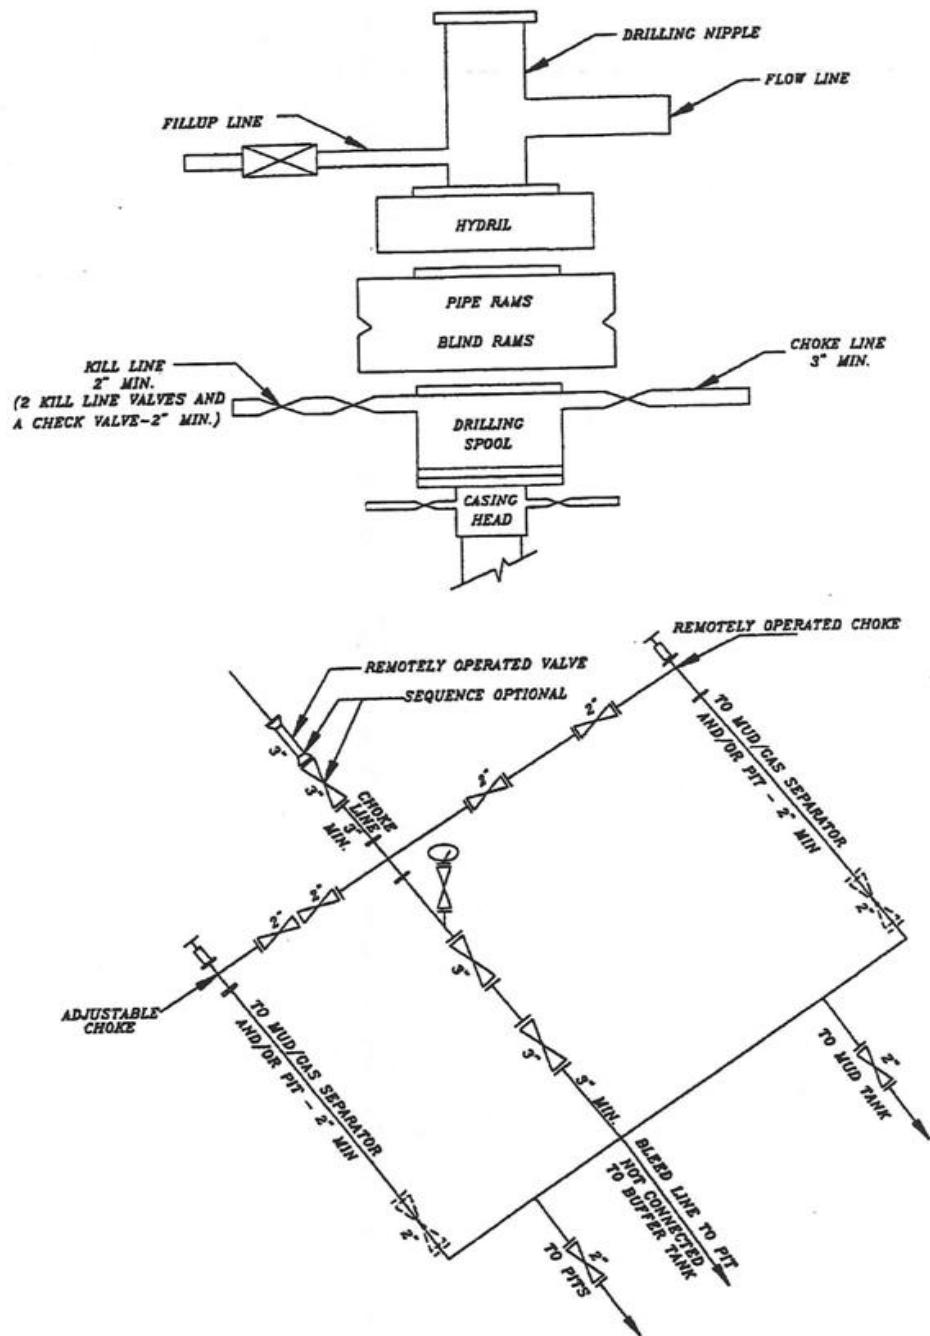 DRILLING NIPPLE
FLOW LINE
FILLUP LINE
HYDRIL
PIPE RAMS
BLIND RAMS
KILL LINE
2" MIN.
(2 KILL LINE VALVES AND
A CHECK VALVE-2" MIN.)
CHOKE LINE
3" MIN.
DRILLING
SPOOL
CASING
HEAD
REMOTELY OPERATED CHOKE
REMOTELY OPERATED VALVE
SEQUENCE OPTIONAL
3"
3"
CHOKE
LINE
3"
MIN.
2"
2"
2"
2"
TO MUD/GAS SEPARATOR
AND/OR PIT - 2" MIN
2"
3"
3"
3" MIN.
ADJUSTABLE
CHOKE
TO MUD/GAS SEPARATOR
AND/OR PIT - 2" MIN
2"
2"
TO MUD TANK
BLEED LINE TO PIT
NOT CONNECTED
TO BUFFER TANK
2"
TO PITS